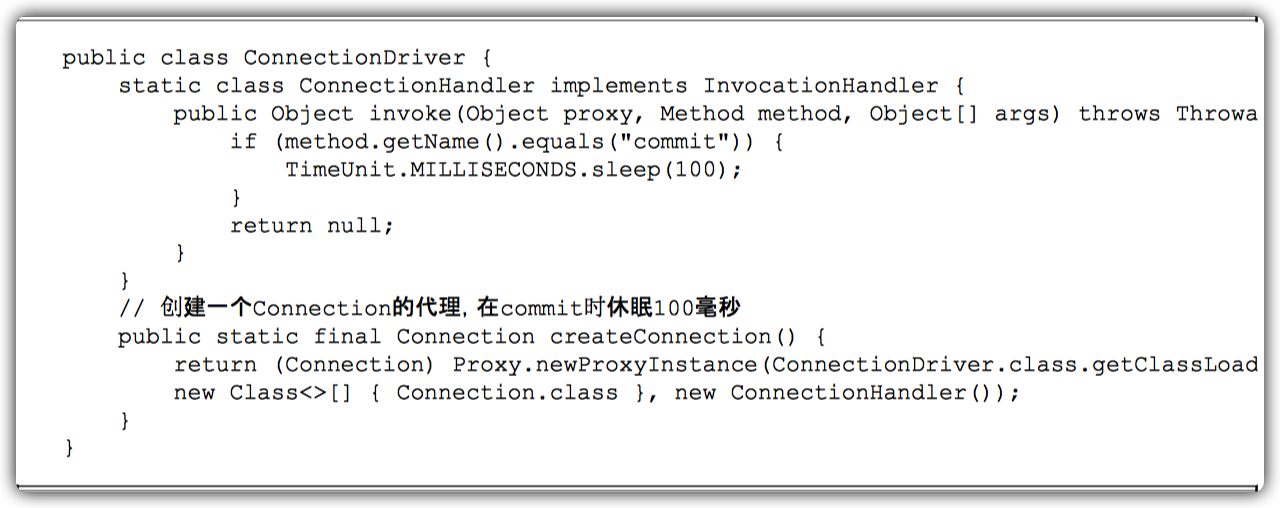 public class ConnectionDriver {
    static class ConnectionHandler implements InvocationHandler {
        public Object invoke(Object proxy, Method method, Object[] args) throws Throwa
            if (method.getName().equals("commit")) {
                TimeUnit.MILLISECONDS.sleep(100);
            }
            return null;
        }
    }
    // 创建一个Connection的代理,在commit时休眠100毫秒
    public static final Connection createConnection() {
        return (Connection) Proxy.newProxyInstance(ConnectionDriver.class.getClassLoad
        new Class<>[] { Connection.class }, new ConnectionHandler());
    }
}